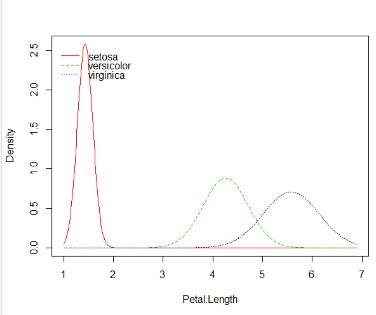 2.5
2.0
1.5
1.0
0.5
0.0
Density
setosa
versicolor
virginica
1 2 3 4 5 6 7
Petal.Length